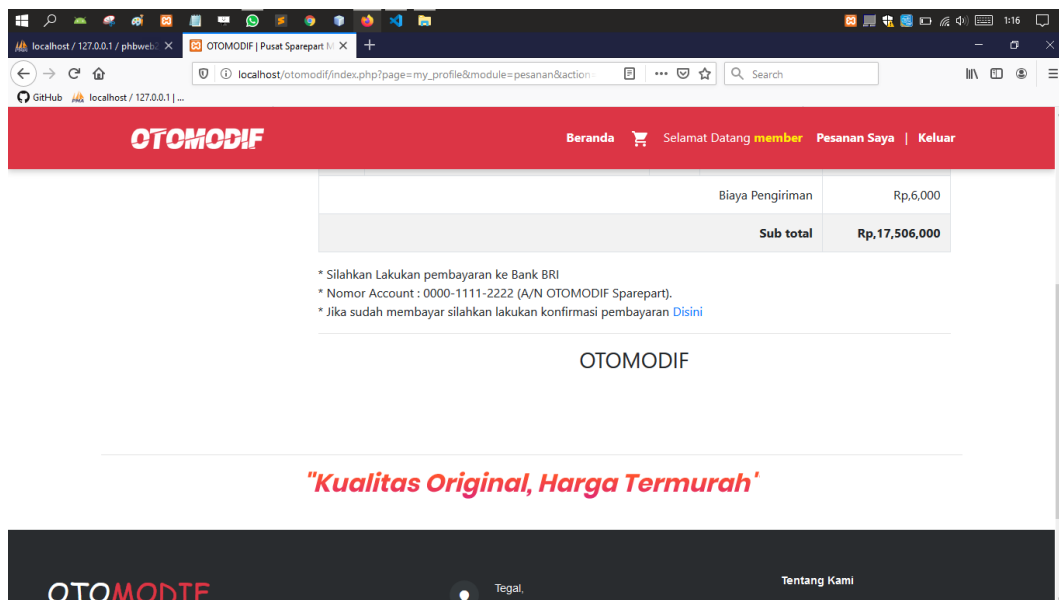 1:16
localhost / 127.0.0.1 / phbweb2
OTOMODIF | Pusat Sparepart M
localhost/otomodif/index.php?page=my_profile&module=pesanan&action=
Search
GitHub
localhost / 127.0.0.1 | ...
OTOMODIF
Beranda
Selamat Datang member
Pesanan Saya | Keluar
Biaya Pengiriman Rp,6,000
Sub total Rp,17,506,000
* Silahkan Lakukan pembayaran ke Bank BRI
* Nomor Account : 0000-1111-2222 (A/N OTOMODIF Sparepart).
* Jika sudah membayar silahkan lakukan konfirmasi pembayaran Disini
OTOMODIF
"Kualitas Original, Harga Termurah"
OTOMODIF
Tegal,
Tentang Kami